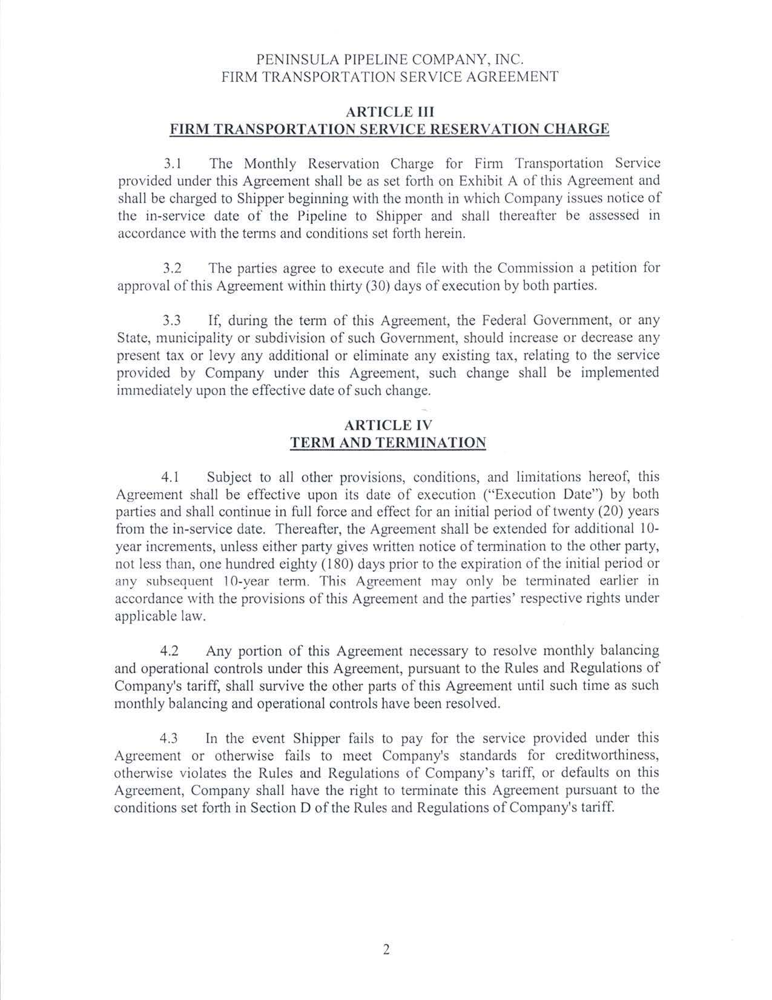 PENINSULA PIPELINE COMPANY, INC.
FIRM TRANSPORTATION SERVICE AGREEMENT
ARTICLE III
FIRM TRANSPORTATION SERVICE RESERVATION CHARGE
3.1 The Monthly Reservation Charge for Firm Transportation Service
provided under this Agreement shall be as set forth on Exhibit A of this Agreement and
shall be charged to Shipper beginning with the month in which Company issues notice of
the in-service date of the Pipeline to Shipper and shall thereafter be assessed in
accordance with the terms and conditions set forth herein.
3.2 The parties agree to execute and file with the Commission a petition for
approval of this Agreement within thirty (30) days of execution by both parties.
3.3 If, during the term of this Agreement, the Federal Government, or any
State, municipality or subdivision of such Government, should increase or decrease any
present tax or levy any additional or eliminate any existing tax, relating to the service
provided by Company under this Agreement, such change shall be implemented
immediately upon the effective date of such change.
ARTICLE IV
TERM AND TERMINATION
4.1 Subject to all other provisions, conditions, and limitations hereof, this
Agreement shall be effective upon its date of execution (“Execution Date”) by both
parties and shall continue in full force and effect for an initial period of twenty (20) years
from the in-service date. Thereafter, the Agreement shall be extended for additional 10-
year increments, unless either party gives written notice of termination to the other party,
not less than, one hundred eighty (180) days prior to the expiration of the initial period or
any subsequent 10-year term. This Agreement may only be terminated earlier in
accordance with the provisions of this Agreement and the parties’ respective rights under
applicable law.
4.2 Any portion of this Agreement necessary to resolve monthly balancing
and operational controls under this Agreement, pursuant to the Rules and Regulations of
Company's tariff, shall survive the other parts of this Agreement until such time as such
monthly balancing and operational controls have been resolved.
4.3 In the event Shipper fails to pay for the service provided under this
Agreement or otherwise fails to meet Company's standards for creditworthiness,
otherwise violates the Rules and Regulations of Company’s tariff, or defaults on this
Agreement, Company shall have the right to terminate this Agreement pursuant to the
conditions set forth in Section D of the Rules and Regulations of Company's tariff.
2